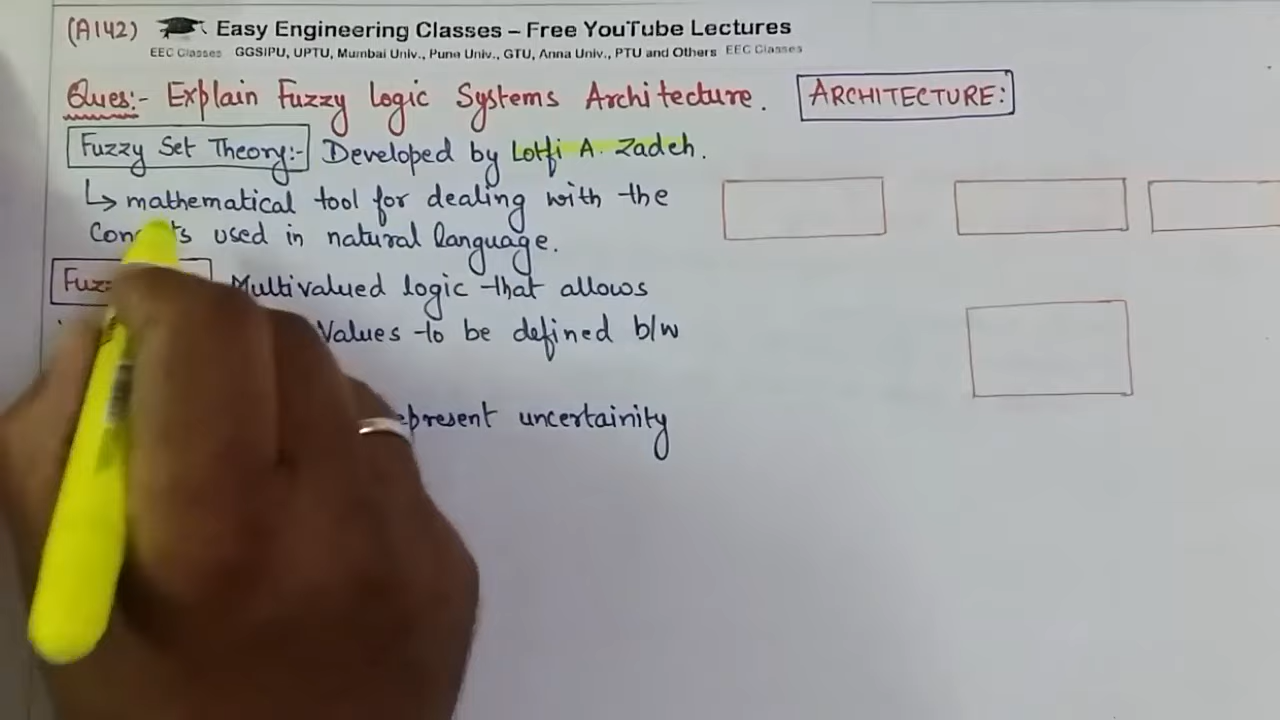 (A142) Easy Engineering Classes – Free YouTube Lectures
EEC Classes GGSIPU, UPTU, Mumbai Univ., Pune Univ., GTU, Anna Univ., PTU and Others EEC Classes
Ques:- Explain Fuzzy Logic Systems Architecture. ARCHITECTURE:
Fuzzy Set Theory:- Developed by Lotfi A. Zadeh.
↳ mathematical tool for dealing with the
used in natural language.
Multivalued logic that allows
Values to be defined b/w
uncertainity